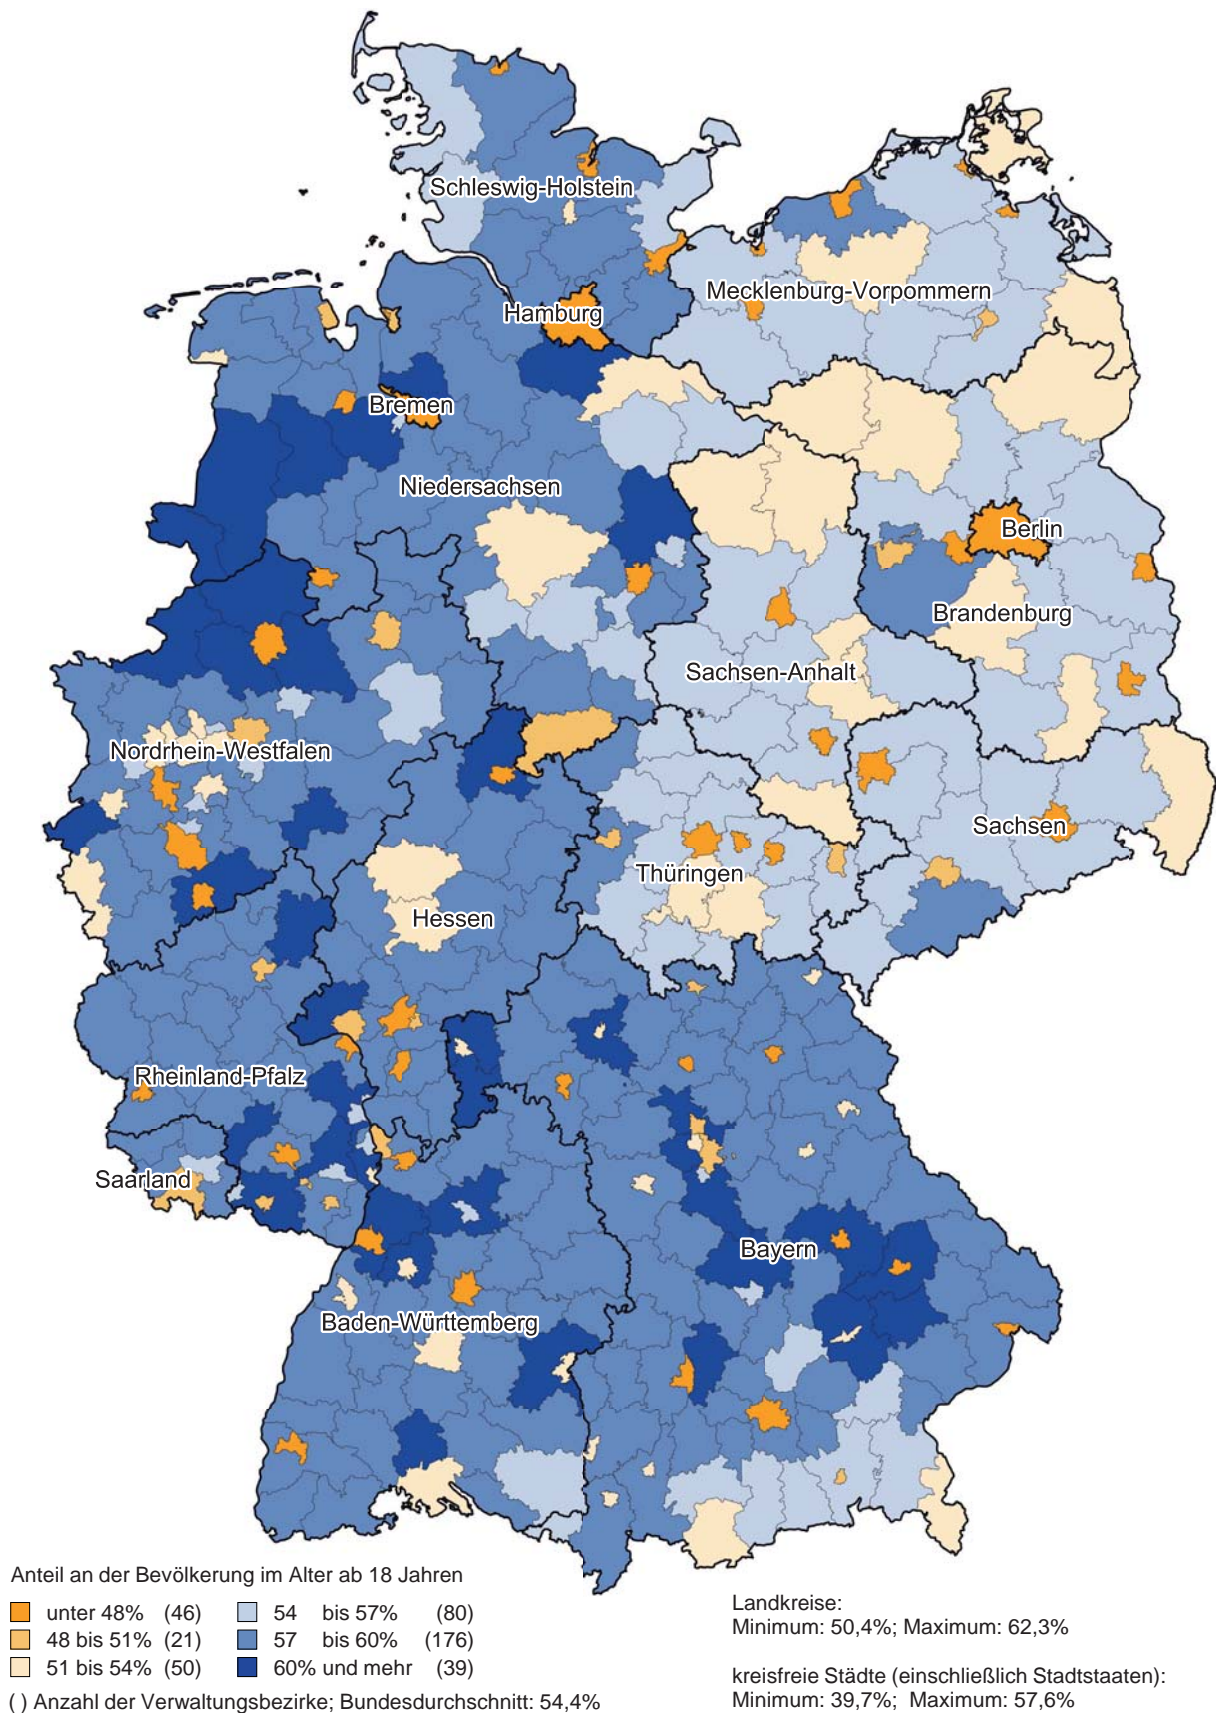 Schleswig-Holstein
Mecklenburg-Vorpommern
Hamburg
Bremen
Niedersachsen
Berlin
Brandenburg
Sachsen-Anhalt
Nordrhein-Westfalen
Sachsen
Thüringen
Hessen
Rheinland-Pfalz
Saarland
Bayern
Baden-Württemberg
Anteil an der Bevölkerung im Alter ab 18 Jahren
unter 48% (46) 54 bis 57% (80)
48 bis 51% (21) 57 bis 60% (176)
51 bis 54% (50) 60% und mehr (39)
( ) Anzahl der Verwaltungsbezirke; Bundesdurchschnitt: 54,4%
Landkreise:
Minimum: 50,4%; Maximum: 62,3%
kreisfreie Städte (einschließlich Stadtstaaten):
Minimum: 39,7%; Maximum: 57,6%